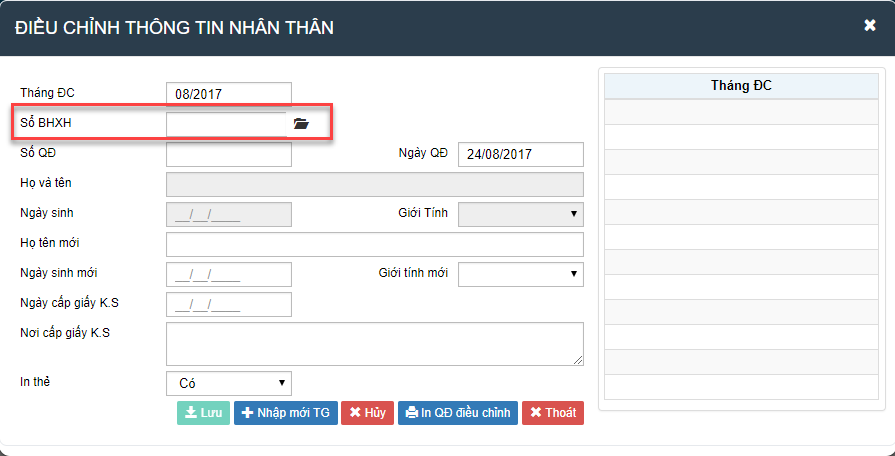 ĐIỀU CHỈNH THÔNG TIN NHÂN THÂN
Tháng ĐC 08/2017
Sổ BHXH
Số QĐ Ngày QĐ 24/08/2017
Họ và tên
Ngày sinh __/__/____ Giới Tính
Họ tên mới
Ngày sinh mới __/__/____ Giới tính mới
Ngày cấp giấy K.S __/__/____
Nơi cấp giấy K.S
In thẻ Có
Lưu Nhập mới TG Hủy In QĐ điều chỉnh Thoát
Tháng ĐC